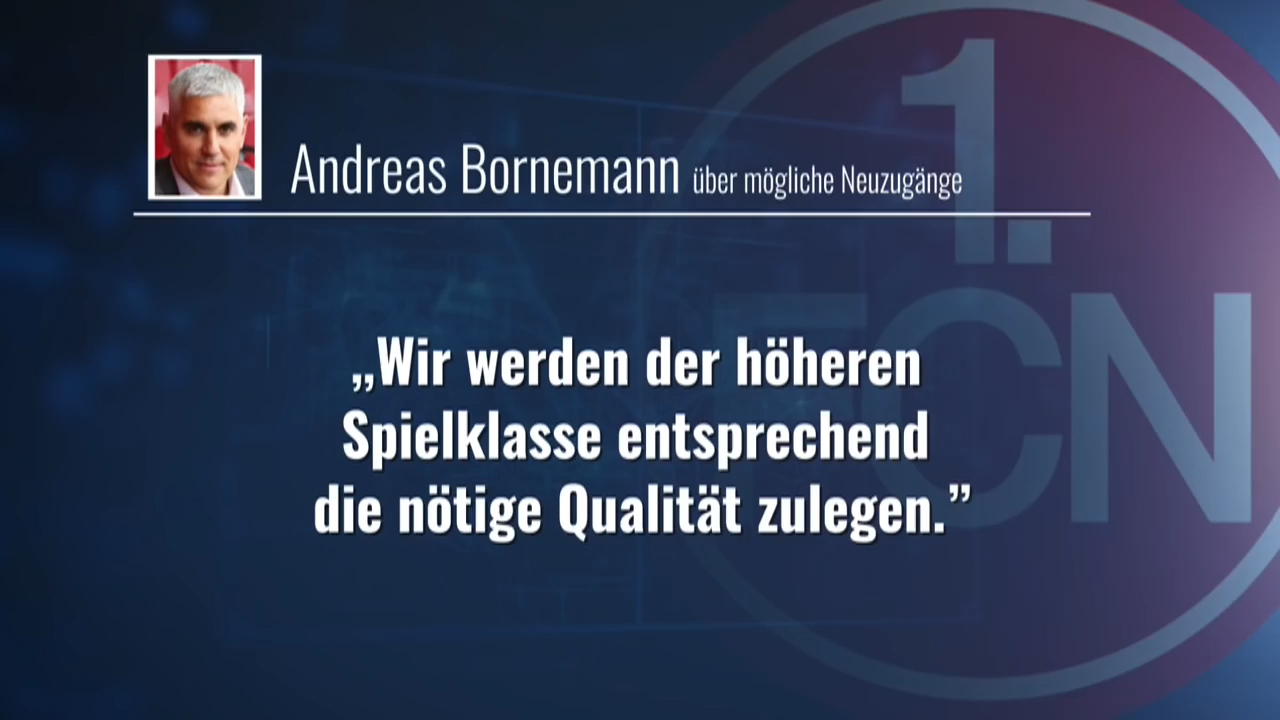 1.
FCN
Andreas Bornemann über mögliche Neuzugänge
„Wir werden der höheren
Spielklasse entsprechend
die nötige Qualität zulegen.”